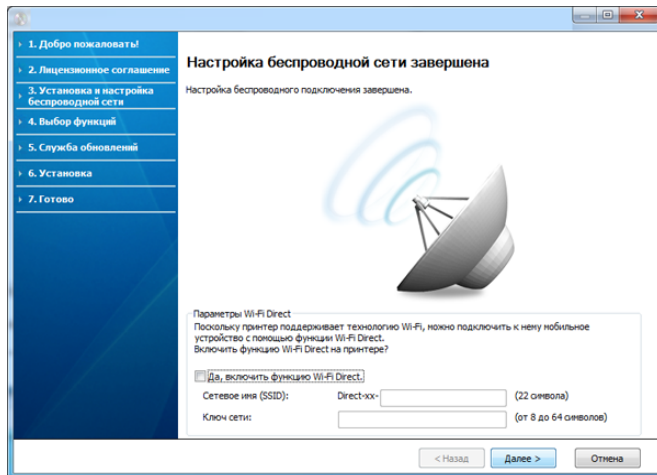 1. Добро пожаловать!
2. Лицензионное соглашение
3. Установка и настройка
беспроводной сети
4. Выбор функций
5. Служба обновлений
6. Установка
7. Готово
Настройка беспроводной сети завершена
Настройка беспроводного подключения завершена.
Параметры Wi-Fi Direct
Поскольку принтер поддерживает технологию Wi-Fi, можно подключить к нему мобильное
устройство с помощью функции Wi-Fi Direct.
Включить функцию Wi-Fi Direct на принтере?
Да, включить функцию Wi-Fi Direct.
Сетевое имя (SSID): Direct-xx- (22 символа)
Ключ сети: (от 8 до 64 символов)
< Назад Далее > Отмена